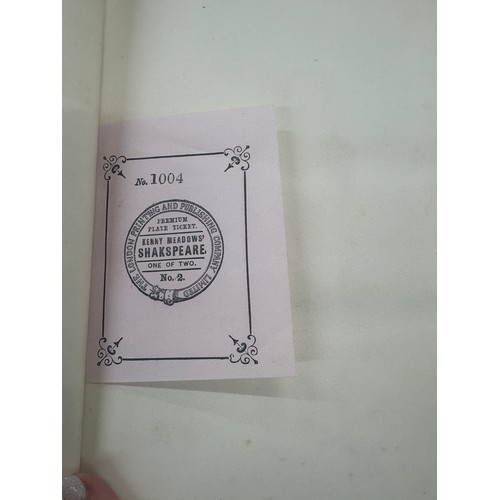 No. 1004
THE LONDON PRINTING AND PUBLISHING COMPANY LIMITED
PREMIUM
PLATE TICKET.
KENNY MEADOWS'
SHAKSPEARE,
ONE OF TWO.
No. 2.